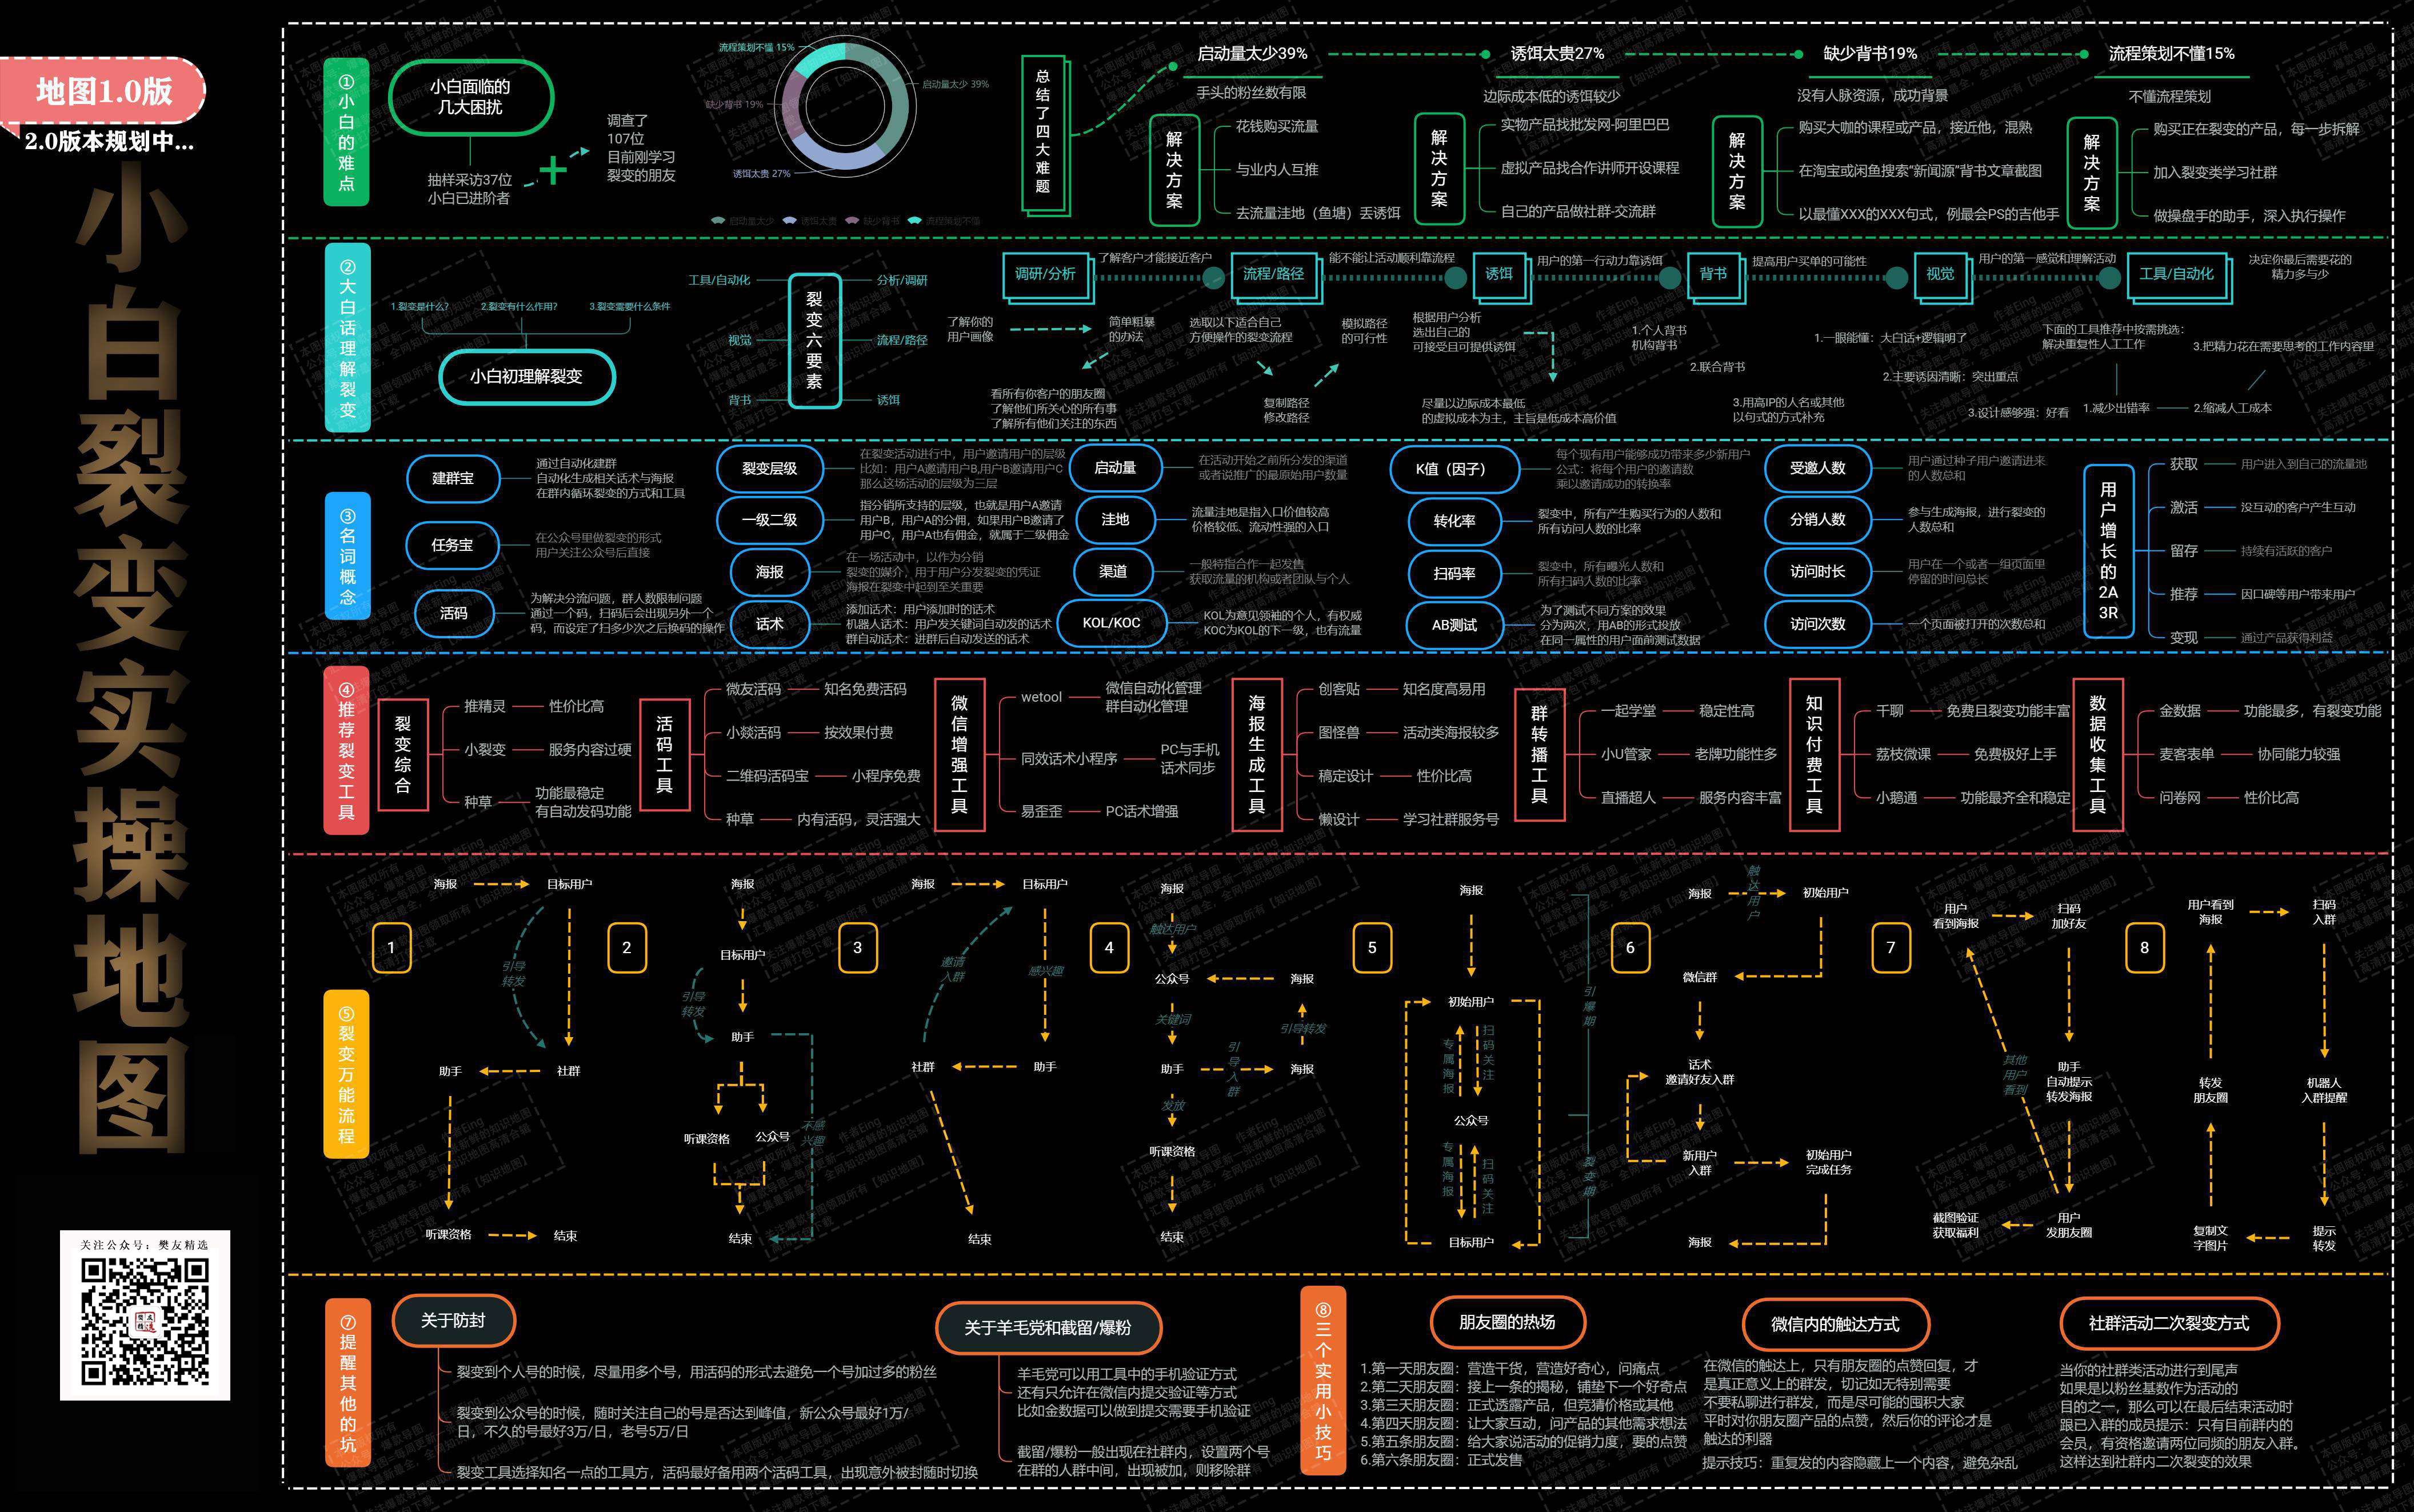 地图1.0版
2.0版本规划中...
小白裂变实操地图
关注公众号：樊友精选
①小白的难点
小白面临的
几大困扰
抽样采访37位
小白已进阶者
调查了
107位
目前刚学习
裂变的朋友
流程策划不懂 15%
启动量太少 39%
缺少背书 19%
诱饵太贵 27%
启动量太少
诱饵太贵
缺少背书
流程策划不懂
总结了四大难题
启动量太少39%
手头的粉丝数有限
解决方案
花钱购买流量
与业内人互推
去流量洼地（鱼塘）丢诱饵
诱饵太贵27%
边际成本低的诱饵较少
解决方案
实物产品找批发网-阿里巴巴
虚拟产品找合作讲师开设课程
自己的产品做社群-交流群
缺少背书19%
没有人脉资源，成功背景
解决方案
购买大咖的课程或产品，接近他，混熟
在淘宝或闲鱼搜索“新闻源”背书文章截图
以最懂XXX的XXX句式，例最会PS的吉他手
流程策划不懂15%
不懂流程策划
解决方案
购买正在裂变的产品，每一步拆解
加入裂变类学习社群
做操盘手的助手，深入执行操作
②大白话理解裂变
1.裂变是什么？
2.裂变有什么作用？
3.裂变需要什么条件
小白初理解裂变
裂变六要素
工具/自动化
视觉
背书
分析/调研
流程/路径
诱饵
调研/分析
了解客户才能接近客户
了解你的
用户画像
简单粗暴
的办法
看所有你客户的朋友圈
了解他们所关心的所有事
了解所有他们关注的东西
流程/路径
能不能让活动顺利靠流程
选取以下适合自己
方便操作的裂变流程
模拟路径
的可行性
复制路径
修改路径
诱饵
用户的第一行动力靠诱饵
根据用户分析
选出自己的
可接受且可提供诱饵
尽量以边际成本最低
的虚拟成本为主，主旨是低成本高价值
背书
提高用户买单的可能性
1.个人背书
机构背书
2.联合背书
3.用高IP的人名或其他
以句式的方式补充
视觉
用户的第一感觉和理解活动
1.一眼能懂：大白话+逻辑明了
2.主要诱因清晰：突出重点
3.设计感够强：好看
工具/自动化
决定你最后需要花的
精力多与少
下面的工具推荐中按需挑选：
解决重复性人工工作
3.把精力花在需要思考的工作内容里
1.减少出错率
2.缩减人工成本
③名词概念
建群宝
通过自动化建群
自动化生成相关话术与海报
在群内循环裂变的方式和工具
任务宝
在公众号里做裂变的形式
用户关注公众号后直接
活码
为解决分流问题，群人数限制问题
通过一个码，扫码后会出现另外一个
码，而设定了扫多少次之后换码的操作
裂变层级
在裂变活动进行中，用户邀请用户的层级
比如：用户A邀请用户B,用户B邀请用户C
那么这场活动的层级为三层
一级二级
指分销所支持的层级，也就是用户A邀请
用户B，用户A的分佣，如果用户B邀请了
用户C，用户A也有佣金，就属于二级佣金
海报
在一场活动中，以作为分销
裂变的媒介，用于用户分发裂变的凭证
海报在裂变中起到至关重要
话术
添加话术：用户添加时的话术
机器人话术：用户发关键词自动发的话术
群自动话术：进群后自动发送的话术
启动量
在活动开始之前所分发的渠道
或者说推广的最原始用户数量
洼地
流量洼地是指入口价值较高
价格较低、流动性强的入口
渠道
一般特指合作一起发售
获取流量的机构或者团队与个人
KOL/KOC
KOL为意见领袖的个人，有权威
KOC为KOL的下一级，也有流量
K值（因子）
每个现有用户能够成功带来多少新用户
公式：将每个用户的邀请数
乘以邀请成功的转换率
转化率
裂变中，所有产生购买行为的人数和
所有访问人数的比率
扫码率
裂变中，所有曝光人数和
所有扫码人数的比率
AB测试
为了测试不同方案的效果
分为两次，用AB的形式投放
在同一属性的用户面前测试数据
受邀人数
用户通过种子用户邀请进来
的人数总和
分销人数
参与生成海报，进行裂变的
人数总和
访问时长
用户在一个或者一组页面里
停留的时间总长
访问次数
一个页面被打开的次数总和
用户增长的2A3R
获取
用户进入到自己的流量池
激活
没互动的客户产生互动
留存
持续有活跃的客户
推荐
因口碑等用户带来用户
变现
通过产品获得利益
④推荐裂变工具
裂变综合
推精灵
性价比高
小裂变
服务内容过硬
种草
功能最稳定
有自动发码功能
活码工具
微友活码
知名免费活码
小燚活码
按效果付费
二维码活码宝
小程序免费
种草
内有活码，灵活强大
微信增强工具
wetool
微信自动化管理
群自动化管理
同效话术小程序
PC与手机
话术同步
易歪歪
PC话术增强
海报生成工具
创客贴
知名度高易用
图怪兽
活动类海报较多
稿定设计
性价比高
懒设计
学习社群服务号
群转播工具
一起学堂
稳定性高
小U管家
老牌功能性多
直播超人
服务内容丰富
知识付费工具
千聊
免费且裂变功能丰富
荔枝微课
免费极好上手
小鹅通
功能最齐全和稳定
数据收集工具
金数据
功能最多，有裂变功能
麦客表单
协同能力较强
问卷网
性价比高
⑤裂变万能流程
1
海报
目标用户
引导
转发
助手
社群
听课资格
结束
2
海报
目标用户
引导
转发
助手
听课资格
公众号
不感
兴趣
结束
3
海报
目标用户
邀请
入群
感兴趣
社群
助手
结束
4
海报
触达用户
公众号
海报
关键词
引导转发
助手
引导入群
海报
发放
听课资格
结束
5
海报
初始用户
专属海报
扫码关注
公众号
专属海报
扫码关注
目标用户
引爆期
裂变期
6
海报
触达用户
初始用户
微信群
话术
邀请好友入群
新用户
入群
初始用户
完成任务
海报
7
用户
看到海报
扫码
加好友
其他
用户
看到
助手
自动提示
转发海报
截图验证
获取福利
用户
发朋友圈
8
用户看到
海报
扫码
入群
转发
朋友圈
机器人
入群提醒
复制文
字图片
提示
转发
⑦提醒其他的坑
关于防封
裂变到个人号的时候，尽量用多个号，用活码的形式去避免一个号加过多的粉丝
裂变到公众号的时候，随时关注自己的号是否达到峰值，新公众号最好1万/
日，不久的号最好3万/日，老号5万/日
裂变工具选择知名一点的工具方，活码最好备用两个活码工具，出现意外被封随时切换
关于羊毛党和截留/爆粉
羊毛党可以用工具中的手机验证方式
还有只允许在微信内提交验证等方式
比如金数据可以做到提交需要手机验证
截留/爆粉一般出现在社群内，设置两个号
在群的人群中间，出现被加，则移除群
⑧三个实用小技巧
朋友圈的热场
1.第一天朋友圈：营造干货，营造好奇心，问痛点
2.第二天朋友圈：接上一条的揭秘，铺垫下一个好奇点
3.第三天朋友圈：正式透露产品，但竞猜价格或其他
4.第四天朋友圈：让大家互动，问产品的其他需求想法
5.第五条朋友圈：给大家说活动的促销力度，要的点赞
6.第六条朋友圈：正式发售
微信内的触达方式
在微信的触达上，只有朋友圈的点赞回复，才
是真正意义上的群发，切记如无特别需要
不要私聊进行群发，而是尽可能的囤积大家
平时对你朋友圈产品的点赞，然后你的评论才是
触达的利器
提示技巧：重复发的内容隐藏上一个内容，避免杂乱
社群活动二次裂变方式
当你的社群类活动进行到尾声
如果是以粉丝基数作为活动的
目的之一，那么可以在最后结束活动时
跟已入群的成员提示：只有目前群内的
会员，有资格邀请两位同频的朋友入群。
这样达到社群内二次裂变的效果